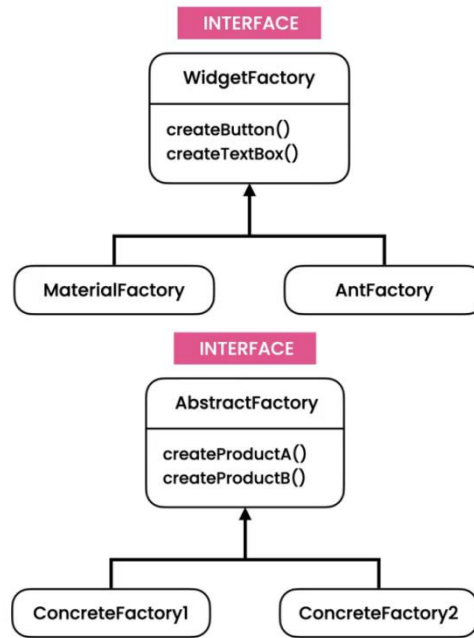 INTERFACE
WidgetFactory
createButton()
createTextBox()
MaterialFactory
AntFactory
INTERFACE
AbstractFactory
createProductA()
createProductB()
ConcreteFactory1
ConcreteFactory2